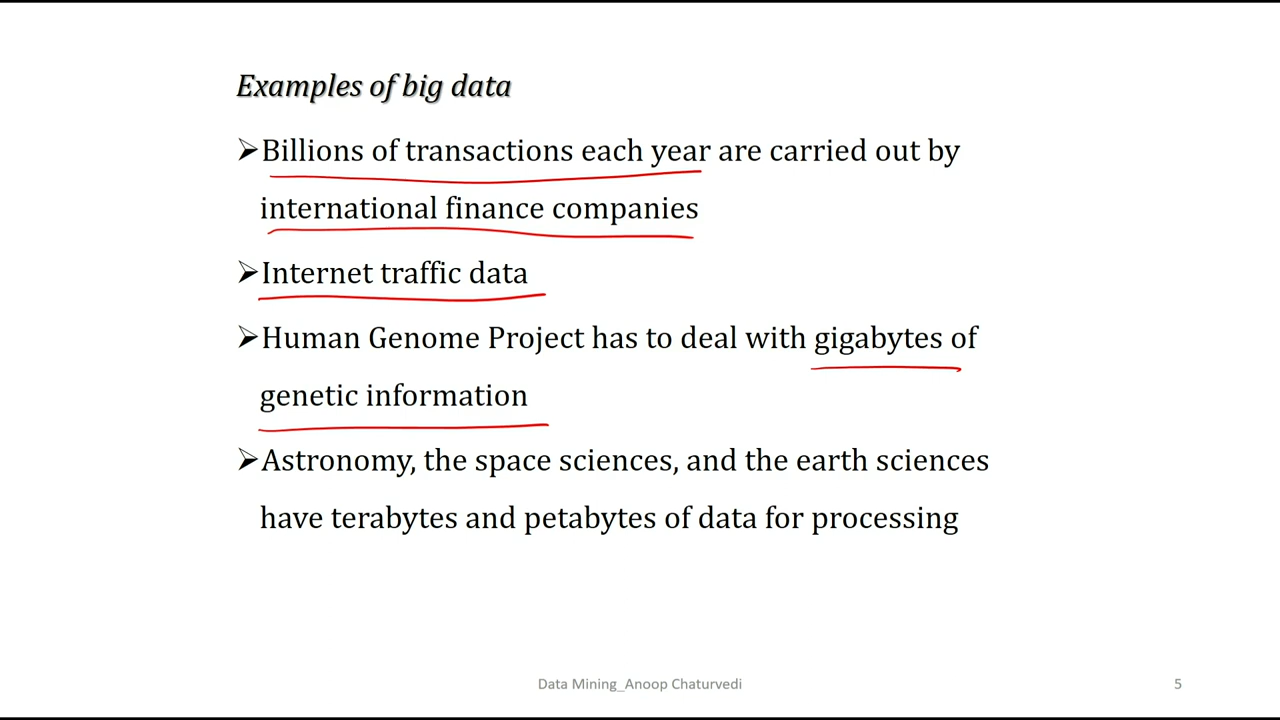 Examples of big data
➢Billions of transactions each year are carried out by
international finance companies
➢Internet traffic data
➢Human Genome Project has to deal with gigabytes of
genetic information
➢Astronomy, the space sciences, and the earth sciences
have terabytes and petabytes of data for processing
Data Mining_Anoop Chaturvedi
5